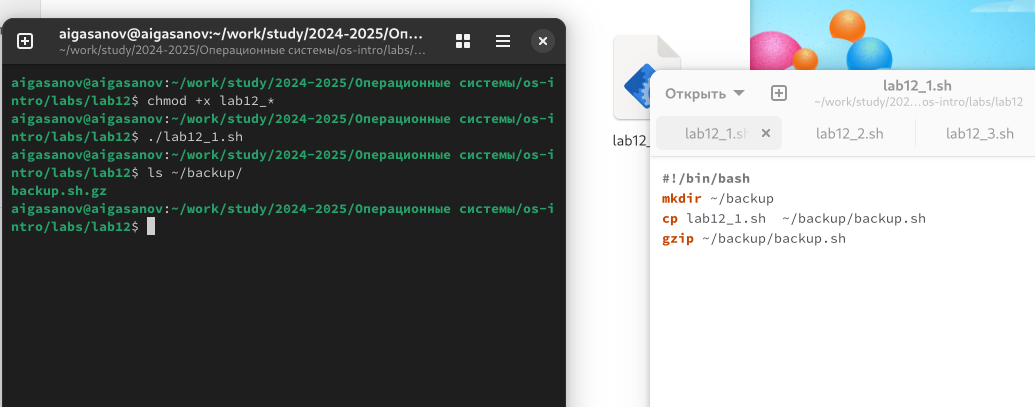 aigasanov@aigasanov:~/work/study/2024-2025/Оп...
~/work/study/2024-2025/Операционные системы/os-intro/labs/...
aigasanov@aigasanov:~/work/study/2024-2025/Операционные системы/os-i
ntro/labs/lab12$ chmod +x lab12_*
aigasanov@aigasanov:~/work/study/2024-2025/Операционные системы/os-i
ntro/labs/lab12$ ./lab12_1.sh
aigasanov@aigasanov:~/work/study/2024-2025/Операционные системы/os-i
ntro/labs/lab12$ ls ~/backup/
backup.sh.gz
aigasanov@aigasanov:~/work/study/2024-2025/Операционные системы/os-i
ntro/labs/lab12$
lab12_
Открыть
lab12_1.sh
~/work/study/202...os-intro/labs/lab12
lab12_1.sh
lab12_2.sh
lab12_3.sh
#!/bin/bash
mkdir ~/backup
cp lab12_1.sh  ~/backup/backup.sh
gzip ~/backup/backup.sh